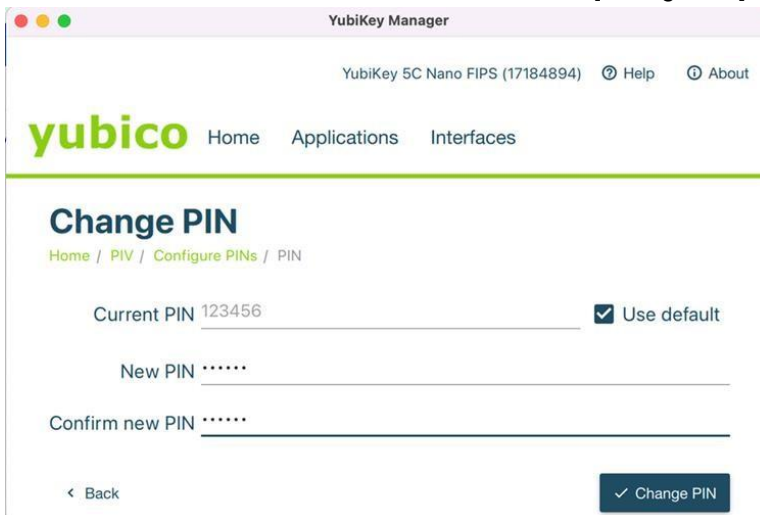 YubiKey Manager
YubiKey 5C Nano FIPS (17184894) Help About
yubico Home Applications Interfaces
Change PIN
Home / PIV / Configure PINs / PIN
Current PIN 123456 Use default
New PIN ······
Confirm new PIN ······
< Back Change PIN